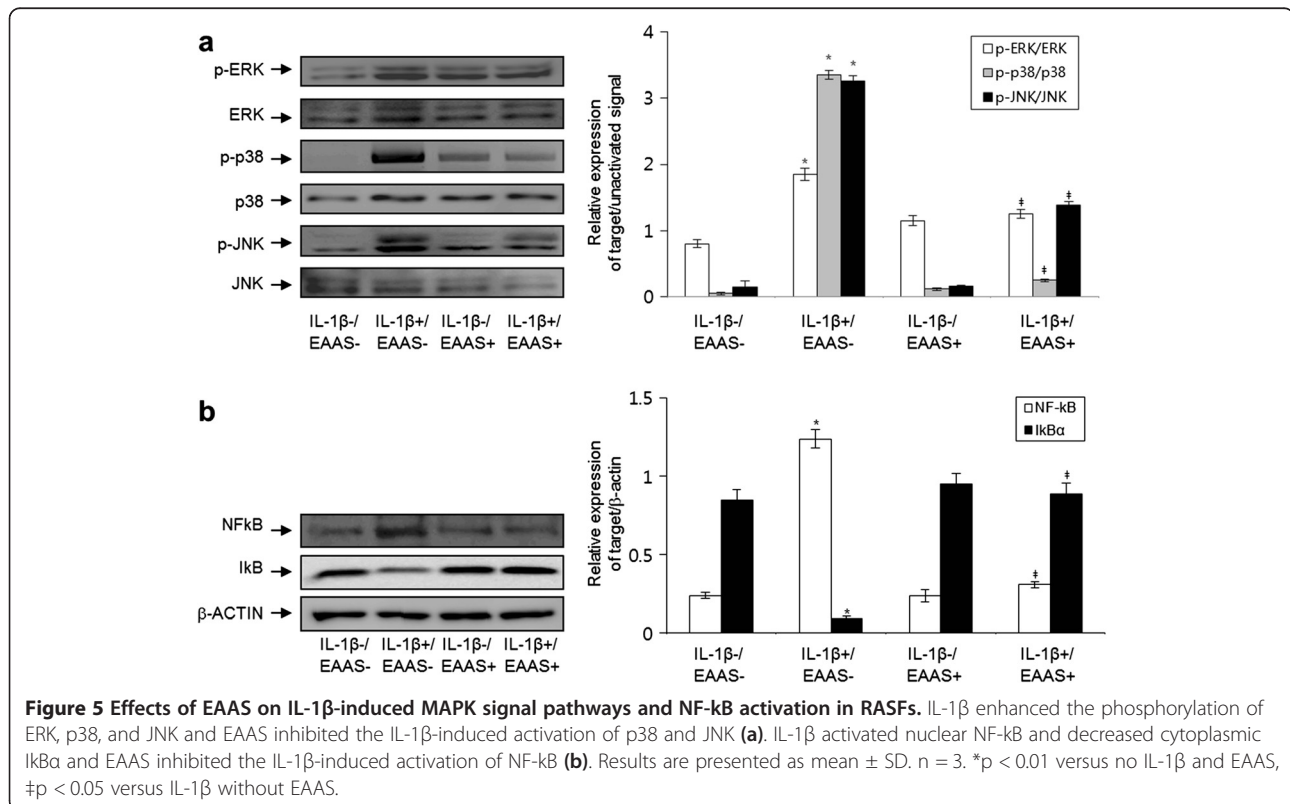 a
p-ERK
ERK
p-p38
p38
p-JNK
JNK
IL-1β-/ IL-1β+/ IL-1β-/ IL-1β+/
EAAS- EAAS- EAAS+ EAAS+
Relative expression
of target/unactivated signal
4
3
2
1
0
* * *
‡ ‡ ‡
p-ERK/ERK
p-p38/p38
p-JNK/JNK
IL-1β-/ IL-1β+/ IL-1β-/ IL-1β+/
EAAS- EAAS- EAAS+ EAAS+
b
NFkB
IkB
β-ACTIN
IL-1β-/ IL-1β+/ IL-1β-/ IL-1β+/
EAAS- EAAS- EAAS+ EAAS+
Relative expression
of target/β-actin
1.5
1
0.5
0
* *
‡ ‡
NF-kB
IkBα
IL-1β-/ IL-1β+/ IL-1β-/ IL-1β+/
EAAS- EAAS- EAAS+ EAAS+
Figure 5 Effects of EAAS on IL-1β-induced MAPK signal pathways and NF-kB activation in RASFs. IL-1β enhanced the phosphorylation of
ERK, p38, and JNK and EAAS inhibited the IL-1β-induced activation of p38 and JNK (a). IL-1β activated nuclear NF-kB and decreased cytoplasmic
IkBα and EAAS inhibited the IL-1β-induced activation of NF-kB (b). Results are presented as mean ± SD. n = 3. *p < 0.01 versus no IL-1β and EAAS,
‡p < 0.05 versus IL-1β without EAAS.